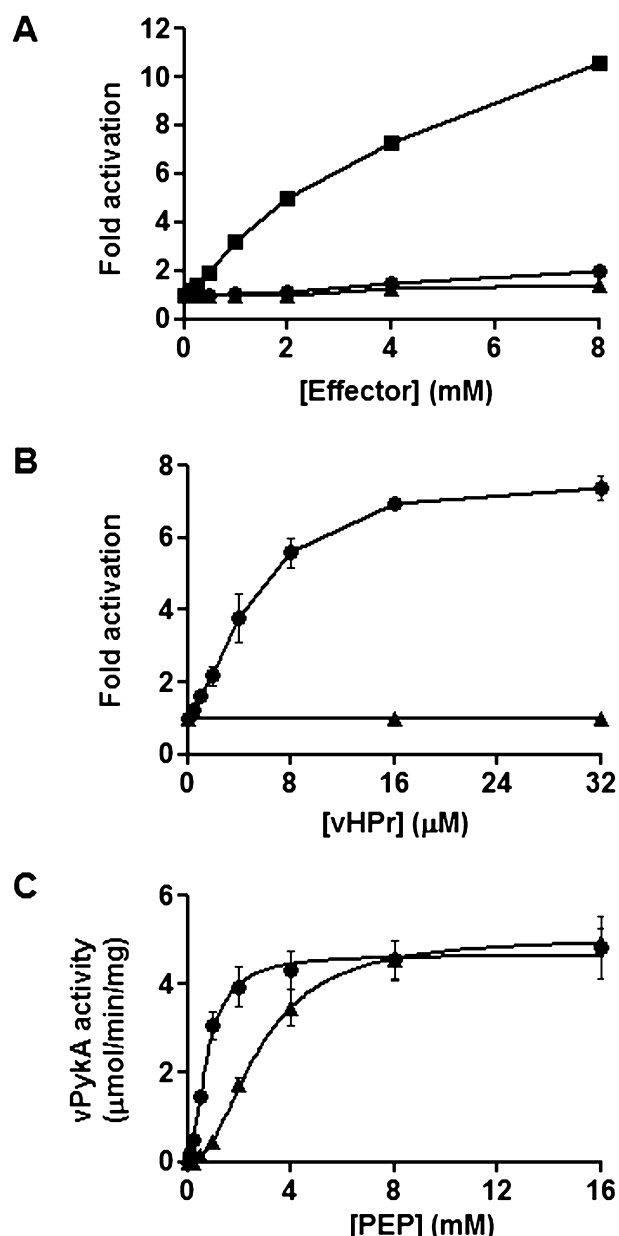 A
Fold activation
12
10
8
6
4
2
0
0 2 4 6 8
[Effector] (mM)
B
Fold activation
8
6
4
2
0
0 8 16 24 32
[vHPr] (μM)
C
vPykA activity
(μmol/min/mg)
6
4
2
0
0 4 8 12 16
[PEP] (mM)